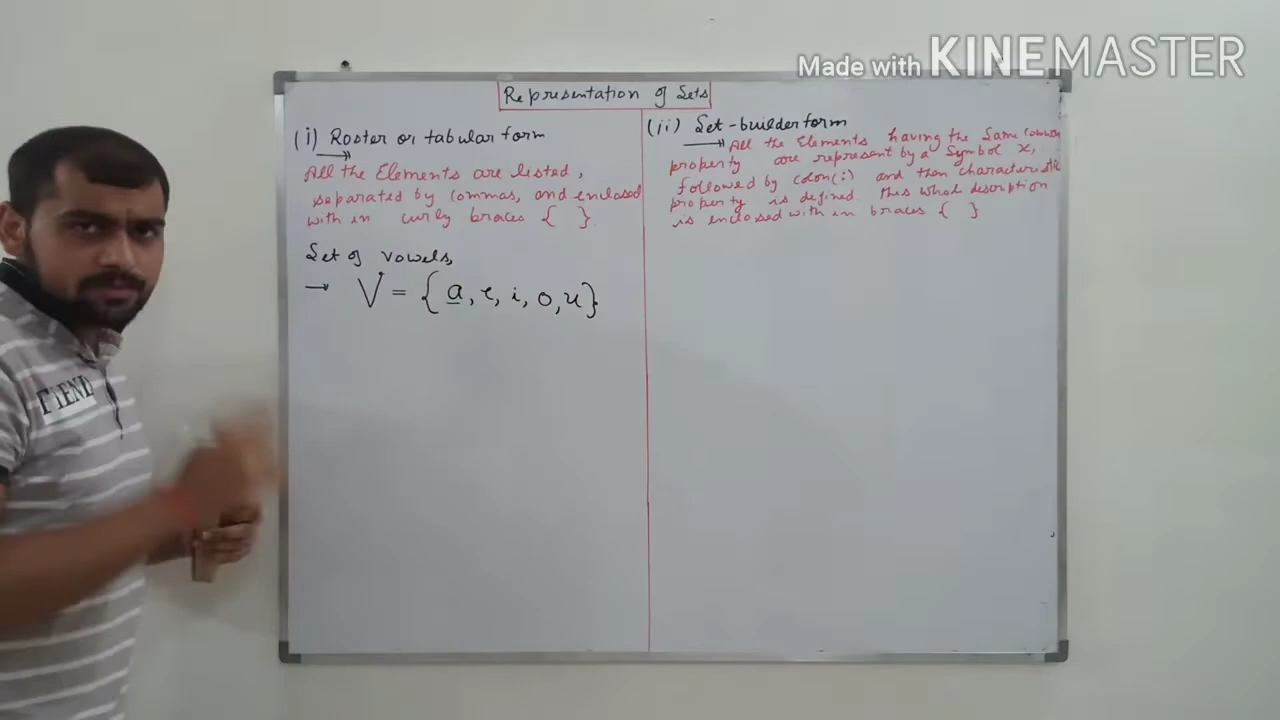 Made with KINEMASTER
Representation of Sets
(i) Roster or tabular form
All the Elements are listed,
separated by commas, and enclosed
with in curly braces { }.
Set of vowels,
→ V = { a, e, i, o, u}
(ii) Set-builder form
→ All the Elements having the Same Common
property are represent by a Symbol x,
followed by colon(:) and then characteristic
property is defined this whole desription
is enclosed with in braces { }
FIEND